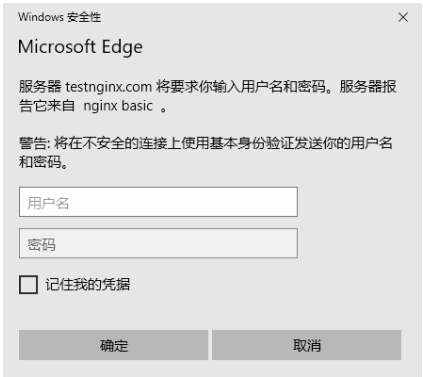 Windows 安全性
Microsoft Edge
服务器 testnginx.com 将要求你输入用户名和密码。服务器报
告它来自 nginx basic 。
警告: 将在不安全的连接上使用基本身份验证发送你的用户名
和密码。
用户名
密码
记住我的凭据
确定 取消